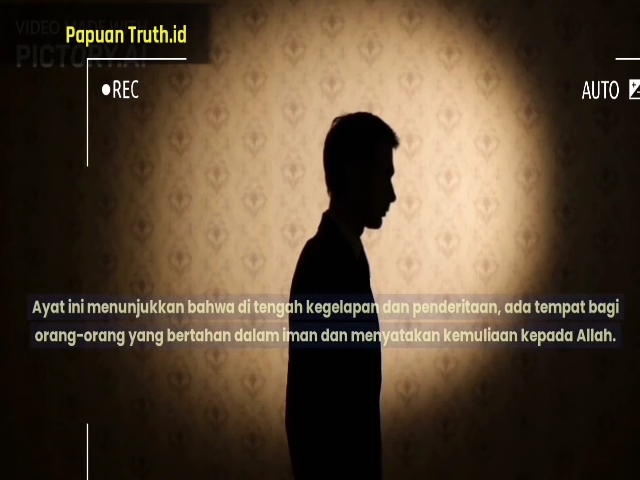 VIDEO MADE WITH
Papuan Truth.id
PICTORY.AI
REC
AUTO
Ayat ini menunjukkan bahwa di tengah kegelapan dan penderitaan, ada tempat bagi
orang-orang yang bertahan dalam iman dan menyatakan kemuliaan kepada Allah.